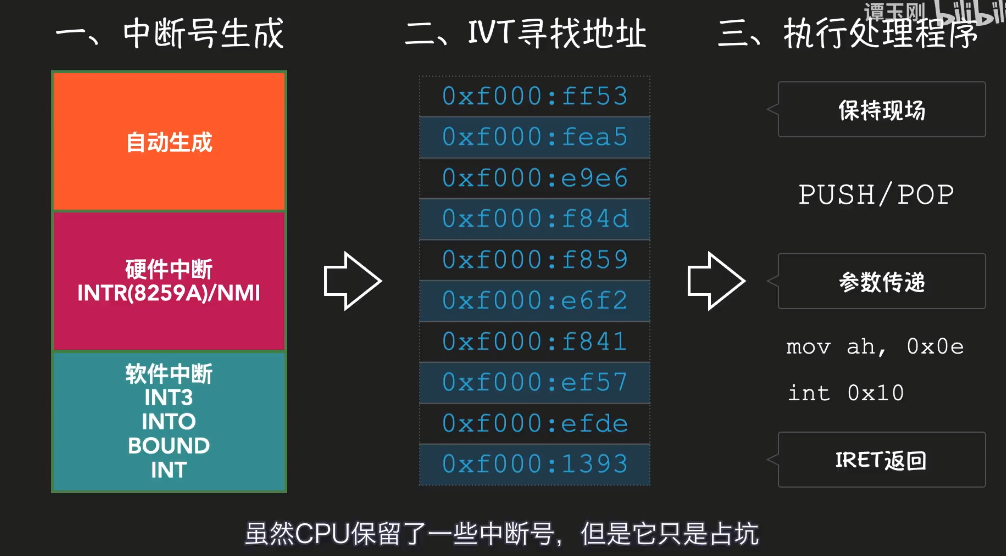 谭玉刚 bilibili
一、中断号生成
二、IVT寻找地址
三、执行处理程序
自动生成
硬件中断
INTR(8259A)/NMI
软件中断
INT3
INTO
BOUND
INT
0xf000:ff53
0xf000:fea5
0xf000:e9e6
0xf000:f84d
0xf000:f859
0xf000:e6f2
0xf000:f841
0xf000:ef57
0xf000:efde
0xf000:1393
保持现场
PUSH/POP
参数传递
mov ah, 0x0e
int 0x10
IRET返回
虽然CPU保留了一些中断号，但是它只是占坑